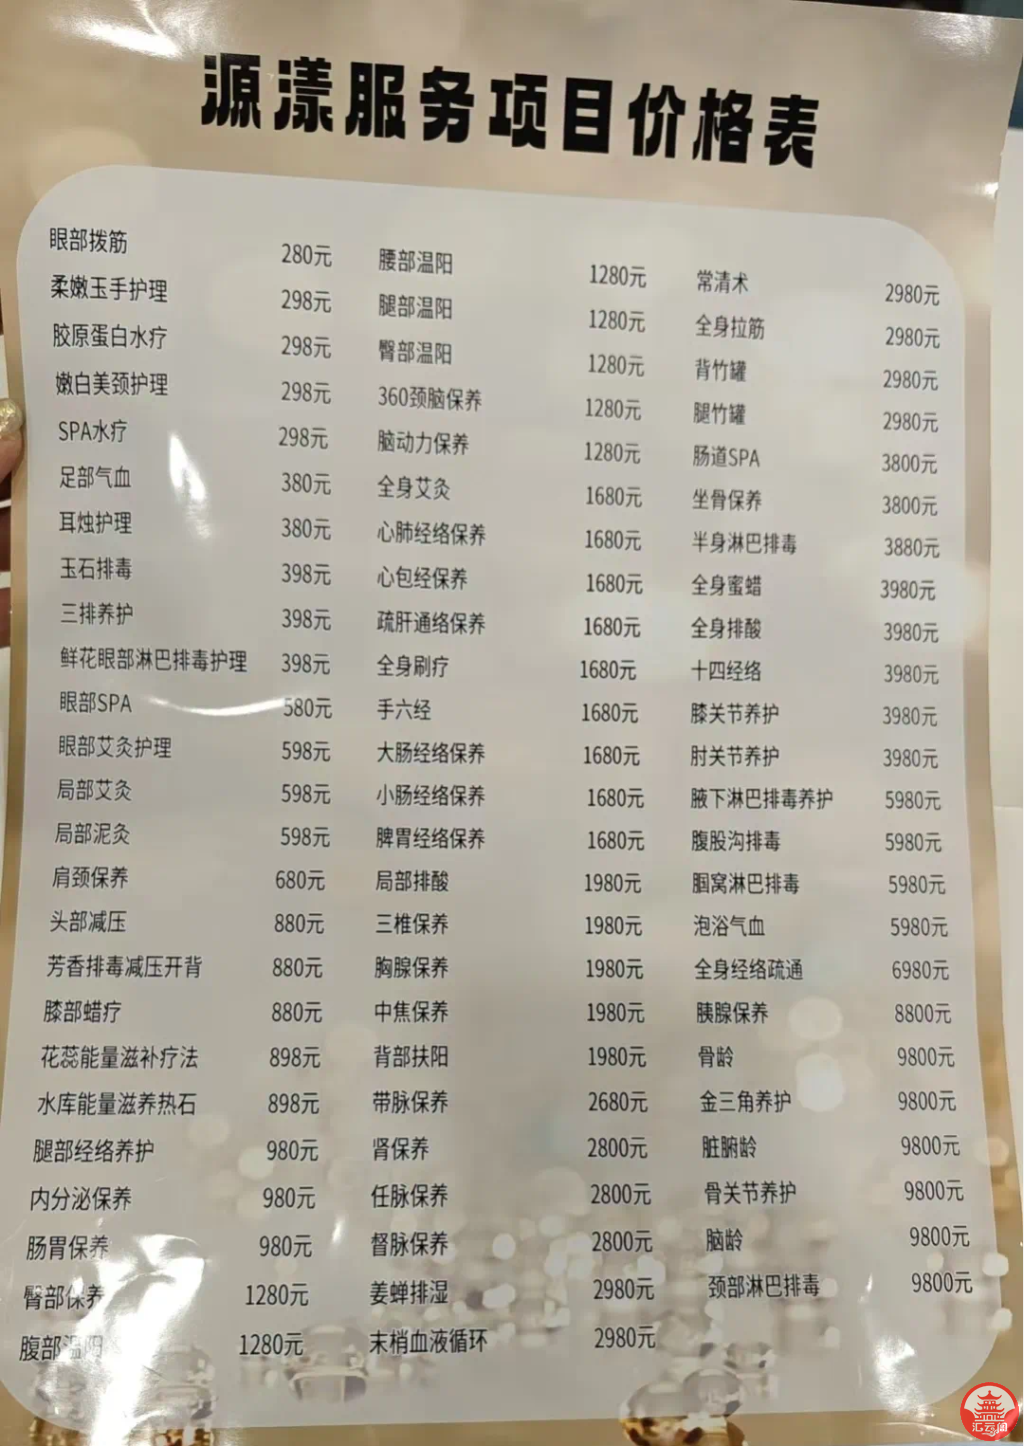 源漾服务项目价格表
眼部拨筋 280元
柔嫩玉手护理 298元
胶原蛋白水疗 298元
嫩白美颈护理 298元
SPA水疗 298元
足部气血 380元
耳烛护理 380元
玉石排毒 398元
三排养护 398元
鲜花眼部淋巴排毒护理 398元
眼部SPA 580元
眼部艾灸护理 598元
局部艾灸 598元
局部泥灸 598元
肩颈保养 680元
头部减压 880元
芳香排毒减压开背 880元
膝部蜡疗 880元
花蕊能量滋补疗法 898元
水库能量滋养热石 898元
腿部经络养护 980元
内分泌保养 980元
肠胃保养 980元
臀部保养 1280元
腹部温阳 1280元
腰部温阳 1280元
腿部温阳 1280元
臀部温阳 1280元
360颈脑保养 1280元
脑动力保养 1280元
全身艾灸 1680元
心肺经络保养 1680元
心包经保养 1680元
疏肝通络保养 1680元
全身刷疗 1680元
手六经 1680元
大肠经络保养 1680元
小肠经络保养 1680元
脾胃经络保养 1680元
局部排酸 1980元
三椎保养 1980元
胸腺保养 1980元
中焦保养 1980元
背部扶阳 1980元
带脉保养 2680元
肾保养 2800元
任脉保养 2800元
督脉保养 2800元
姜蝉排湿 2980元
末梢血液循环 2980元
常清术 2980元
全身拉筋 2980元
背竹罐 2980元
腿竹罐 2980元
肠道SPA 3800元
坐骨保养 3800元
半身淋巴排毒 3880元
全身蜜蜡 3980元
全身排酸 3980元
十四经络 3980元
膝关节养护 3980元
肘关节养护 3980元
腋下淋巴排毒养护 5980元
腹股沟排毒 5980元
腘窝淋巴排毒 5980元
泡浴气血 5980元
全身经络疏通 6980元
胰腺保养 8800元
骨龄 9800元
金三角养护 9800元
脏腑龄 9800元
骨关节养护 9800元
脑龄 9800元
颈部淋巴排毒 9800元
汇云间